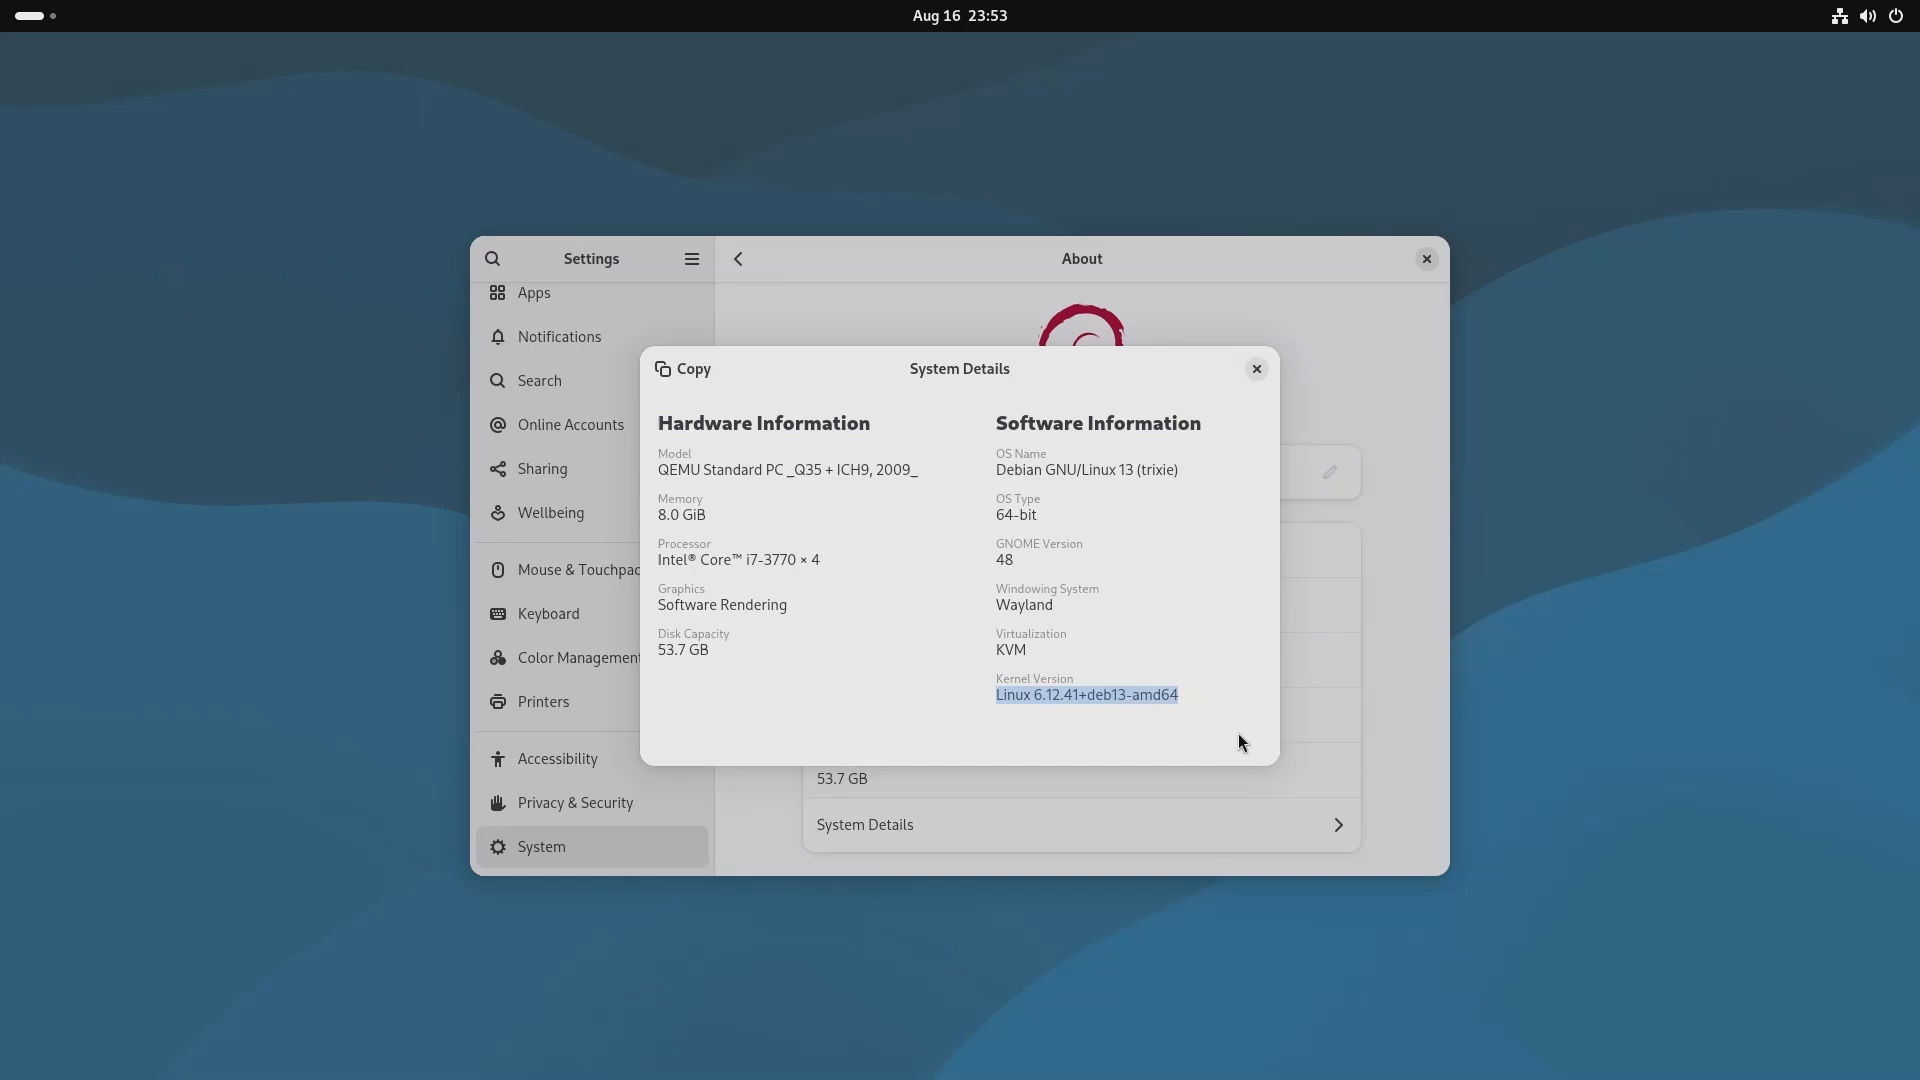 Aug 16 23:53
Settings
About
Apps
Notifications
Search
Online Accounts
Sharing
Wellbeing
Mouse & Touchpad
Keyboard
Color Management
Printers
Accessibility
Privacy & Security
System
Copy
System Details
Hardware Information
Model
QEMU Standard PC _Q35 + ICH9, 2009_
Memory
8.0 GiB
Processor
Intel® Core™ i7-3770 × 4
Graphics
Software Rendering
Disk Capacity
53.7 GB
Software Information
OS Name
Debian GNU/Linux 13 (trixie)
OS Type
64-bit
GNOME Version
48
Windowing System
Wayland
Virtualization
KVM
Kernel Version
Linux 6.12.41+deb13-amd64
53.7 GB
System Details